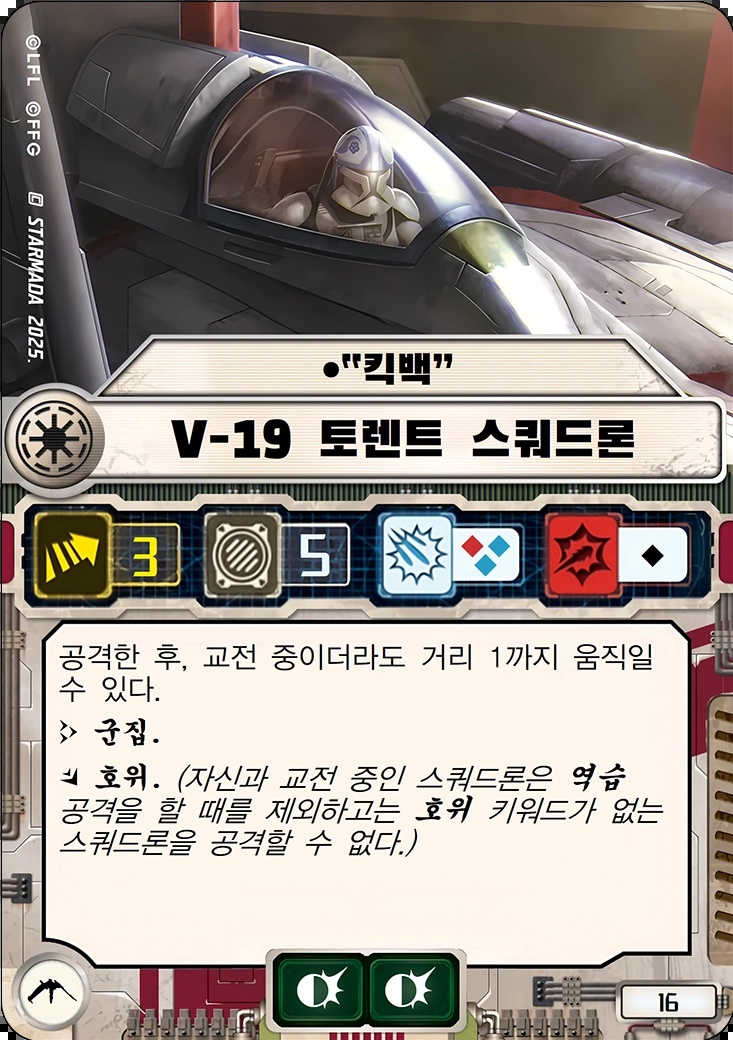 ©LFL ©FFG
STARMADA 2025.
•“킥백”
V-19 토렌트 스쿼드론
3
5
공격한 후, 교전 중이더라도 거리 1까지 움직일
수 있다.
군집.
호위. (자신과 교전 중인 스쿼드론은 역습
공격을 할 때를 제외하고는 호위 키워드가 없는
스쿼드론을 공격할 수 없다.)
16